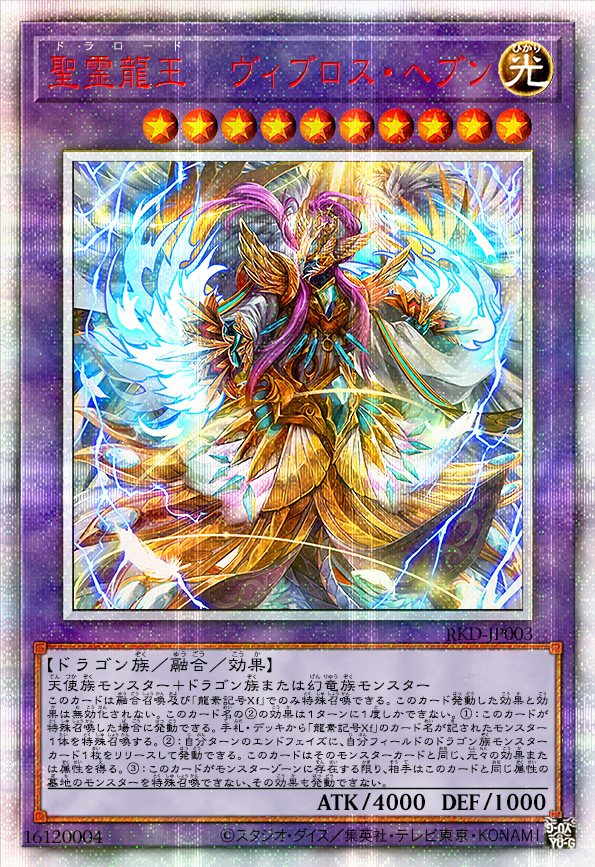 ドラロード
聖霊龍王　ヴィブロス・ヘブン
ひかり
光
RKD-JP003
【ドラゴン族／融合／効果】
天使族モンスター＋ドラゴン族または幻竜族モンスター
このカードは融合召喚及び「龍素記号Xf」でのみ特殊召喚できる。このカード発動した効果と効
果は無効化されない。このカード名の②の効果は1ターンに1度しかできない。①：このカードが
特殊召喚した場合に発動できる。手札・デッキから「龍素記号Xf」のカード名が記されたモンスター
1体を特殊召喚する。②：自分ターンのエンドフェイズに、自分フィールドのドラゴン族モンスター
カード1枚をリリースして発動できる。このカードはそのモンスターカードと同じ、元々の効果また
は属性を得る。③：このカードがモンスターゾーンに存在する限り、相手はこのカードと同じ属性の
墓地のモンスターを特殊召喚できない、その効果も発動できない。
ATK/4000 DEF/1000
16120004
©スタジオ・ダイス／集英社・テレビ東京・KONAMI